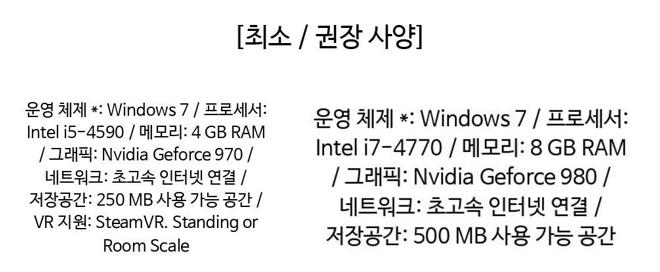 [최소 / 권장 사양]
운영 체제 *: Windows 7 / 프로세서:
Intel i5-4590 / 메모리: 4 GB RAM
/ 그래픽: Nvidia Geforce 970 /
네트워크: 초고속 인터넷 연결 /
저장공간: 250 MB 사용 가능 공간 /
VR 지원: SteamVR. Standing or
Room Scale
운영 체제 *: Windows 7 / 프로세서:
Intel i7-4770 / 메모리: 8 GB RAM
/ 그래픽: Nvidia Geforce 980 /
네트워크: 초고속 인터넷 연결 /
저장공간: 500 MB 사용 가능 공간